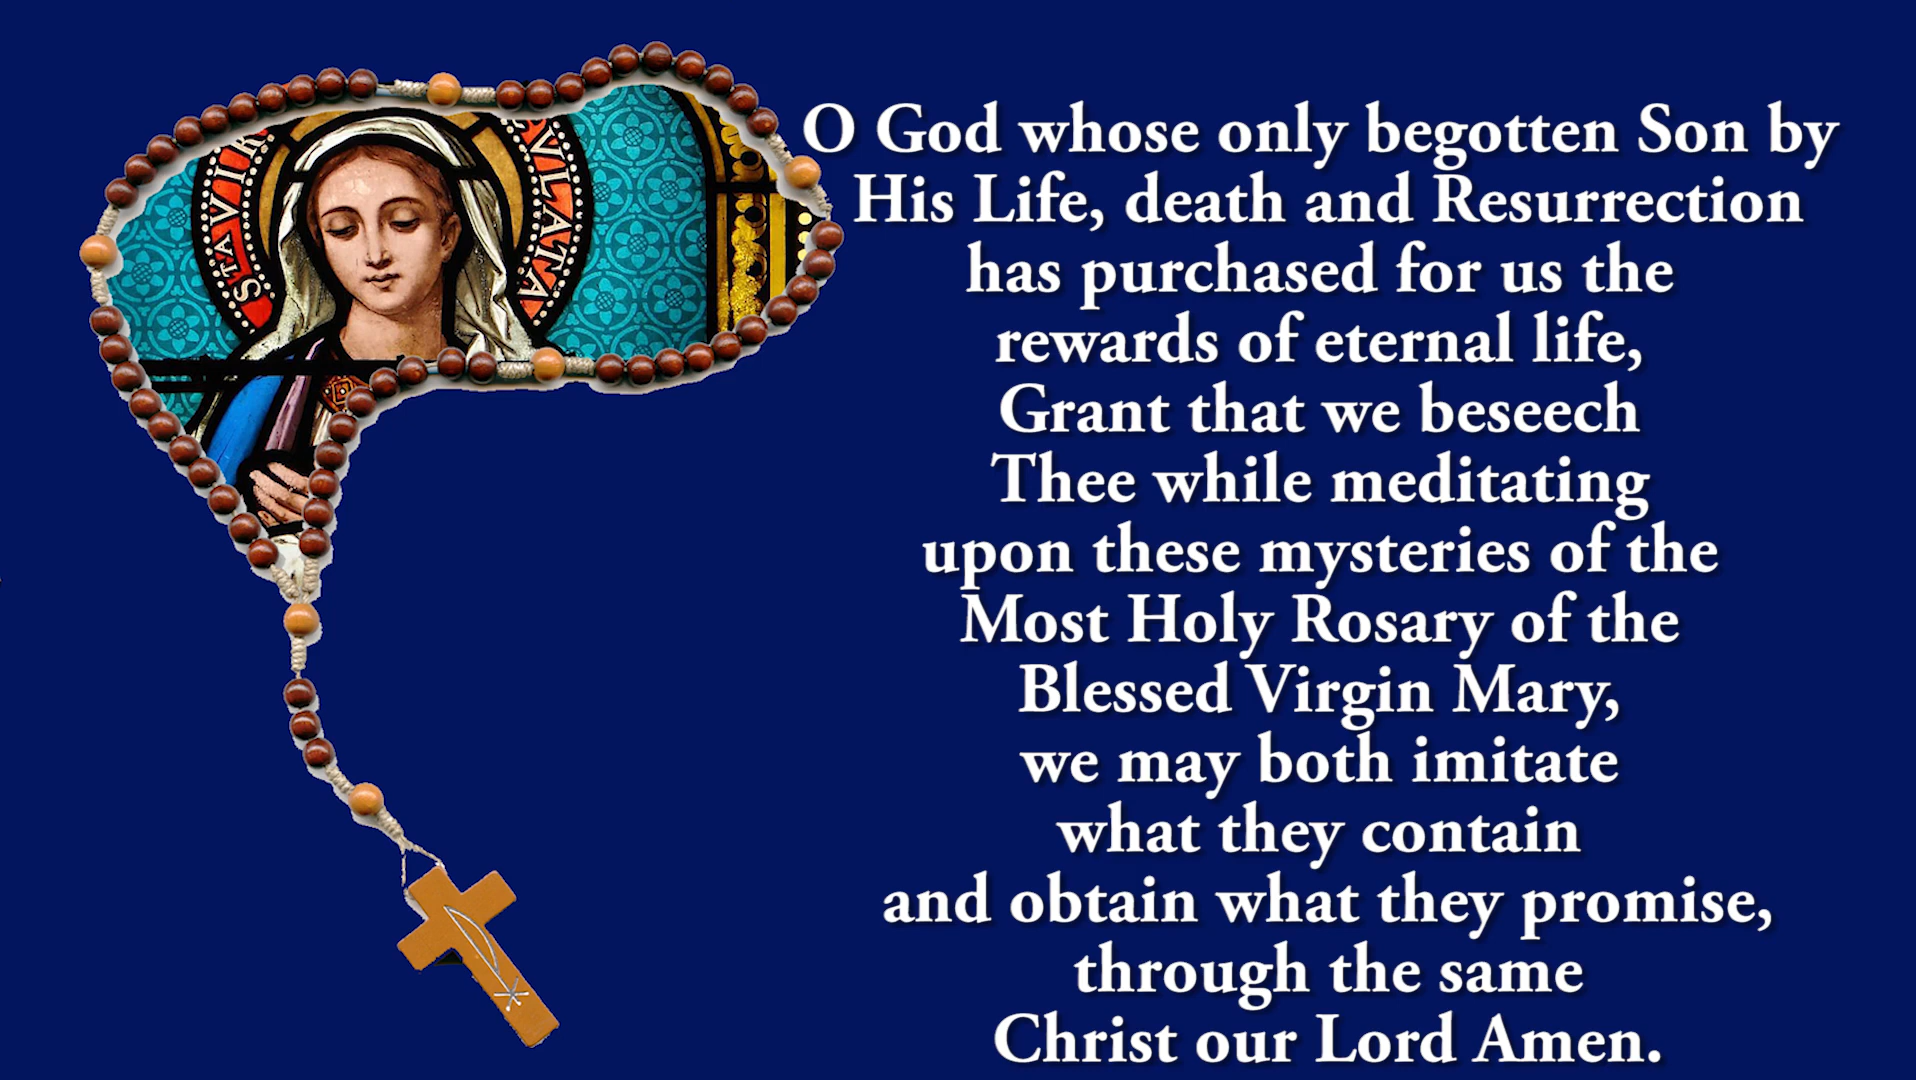 STA VIR
VLATA
O God whose only begotten Son by
His Life, death and Resurrection
has purchased for us the
rewards of eternal life,
Grant that we beseech
Thee while meditating
upon these mysteries of the
Most Holy Rosary of the
Blessed Virgin Mary,
we may both imitate
what they contain
and obtain what they promise,
through the same
Christ our Lord Amen.